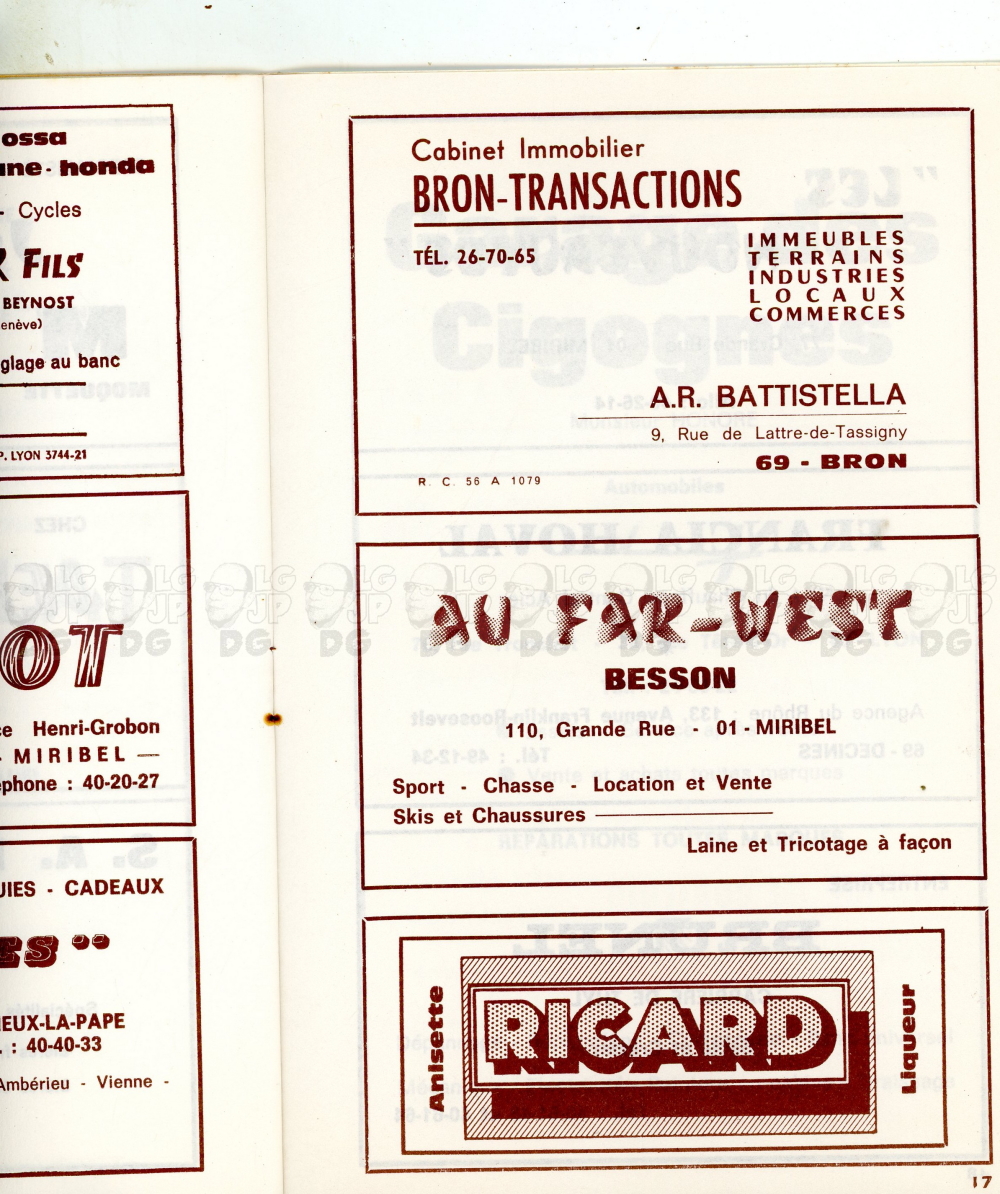 ossa
honda
- Cycles
FILS
BEYNOST
glage au banc
P. LYON 3744-21
OT
Henri-Grobon
- MIRIBEL —
phone : 40-20-27
- CADEAUX
ES"
EUX-LA-PAPE
: 40-40-33
Ambérieu - Vienne -
Cabinet Immobilier
BRON-TRANSACTIONS
TÉL. 26-70-65
IMMEUBLES
TERRAINS
INDUSTRIES
LOCAUX
COMMERCES
A.R. BATTISTELLA
9, Rue de Lattre-de-Tassigny
69 - BRON
R. C. 56 A 1079
AU FAR-WEST
BESSON
110, Grande Rue - 01 - MIRIBEL
Sport - Chasse - Location et Vente
Skis et Chaussures
Laine et Tricotage à façon
Anisette
RICARD
Liqueur
17